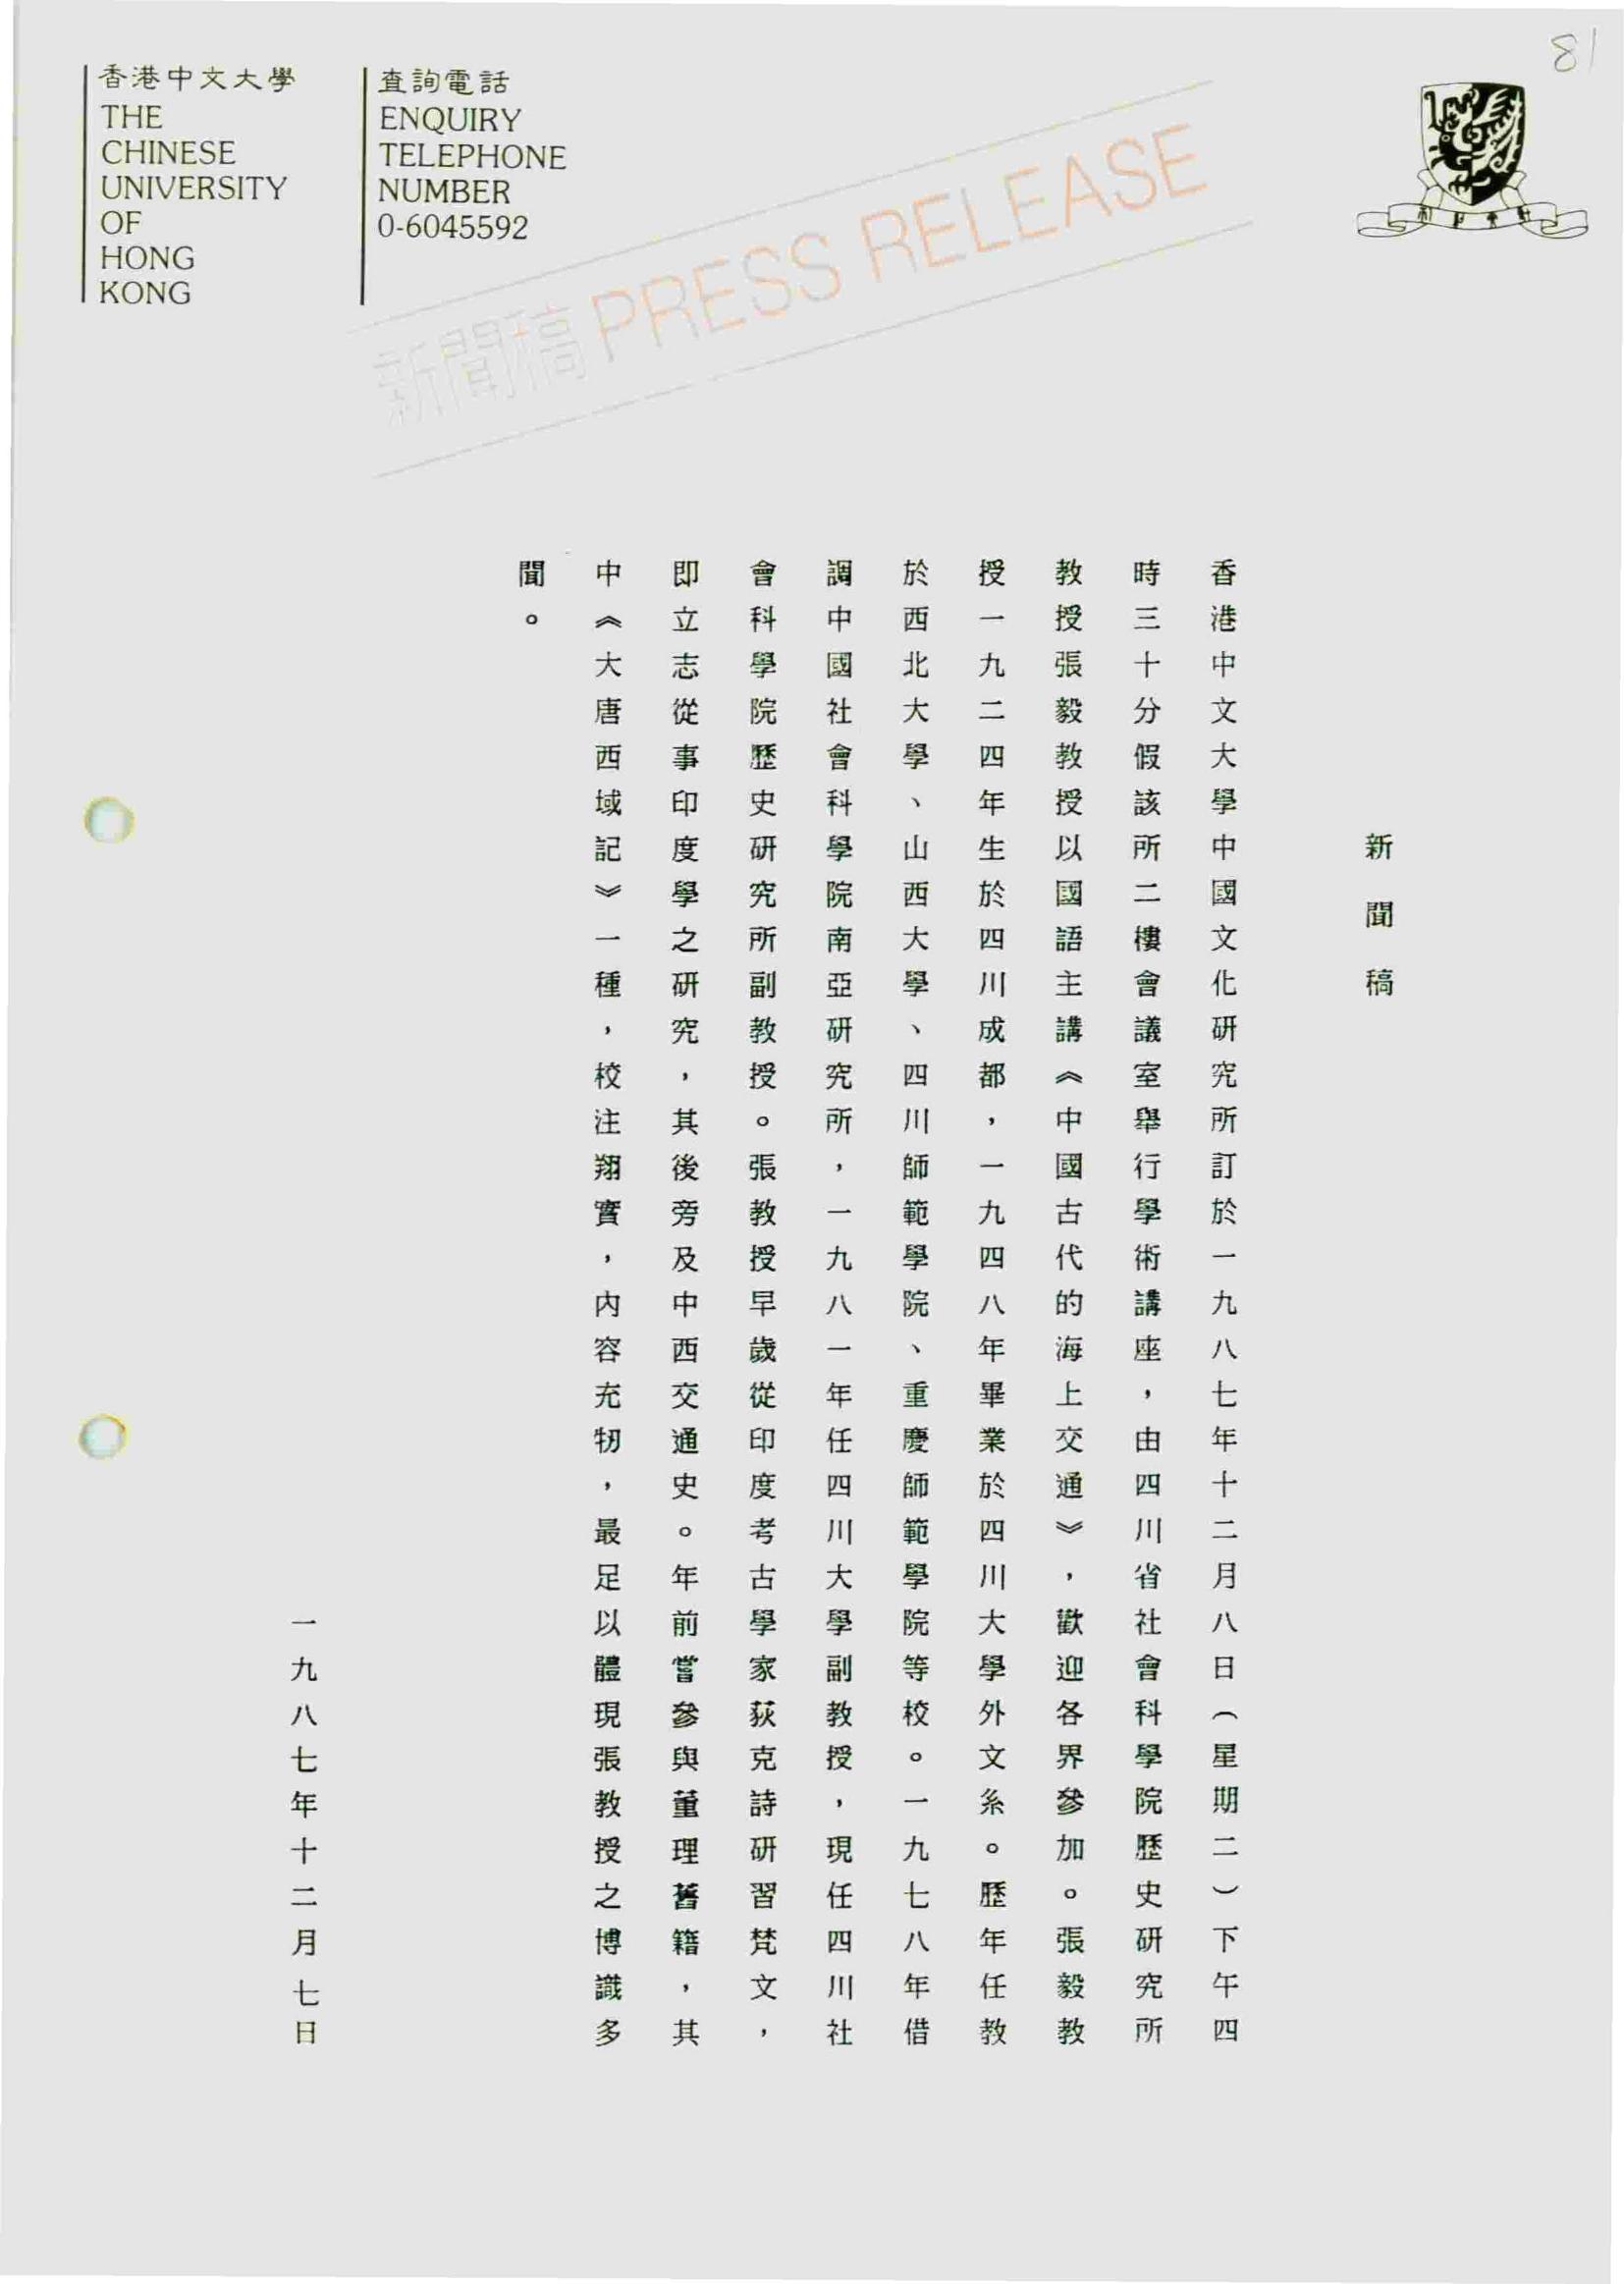 81
香港中文大學
THE
CHINESE
UNIVERSITY
OF
HONG
KONG
查詢電話
ENQUIRY
TELEPHONE
NUMBER
0-6045592
新聞稿 PRESS RELEASE
新聞稿
香港中文大學中國文化研究所訂於一九八七年十二月八日（星期二）下午四
時三十分假該所二樓會議室舉行學術講座，由四川省社會科學院歷史研究所
教授張毅教授以國語主講《中國古代的海上交通》，歡迎各界參加。張毅教
授一九二四年生於四川成都，一九四八年畢業於四川大學外文系。歷年任教
於西北大學、山西大學、四川師範學院、重慶師範學院等校。一九七八年借
調中國社會科學院南亞研究所，一九八一年任四川大學副教授，現任四川社
會科學院歷史研究所副教授。張教授早歲從印度考古學家荻克詩研習梵文，
即立志從事印度學之研究，其後旁及中西交通史。年前嘗參與董理舊籍，其
中《大唐西域記》一種，校注翔實，內容充牣，最足以體現張教授之博識多
聞。
一九八七年十二月七日